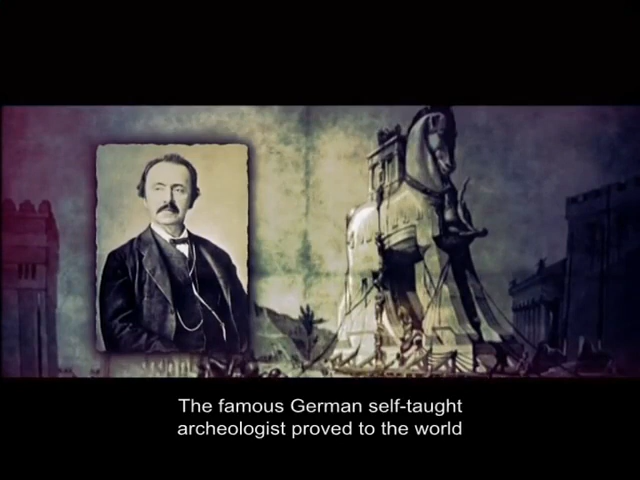 The famous German self-taught
archeologist proved to the world